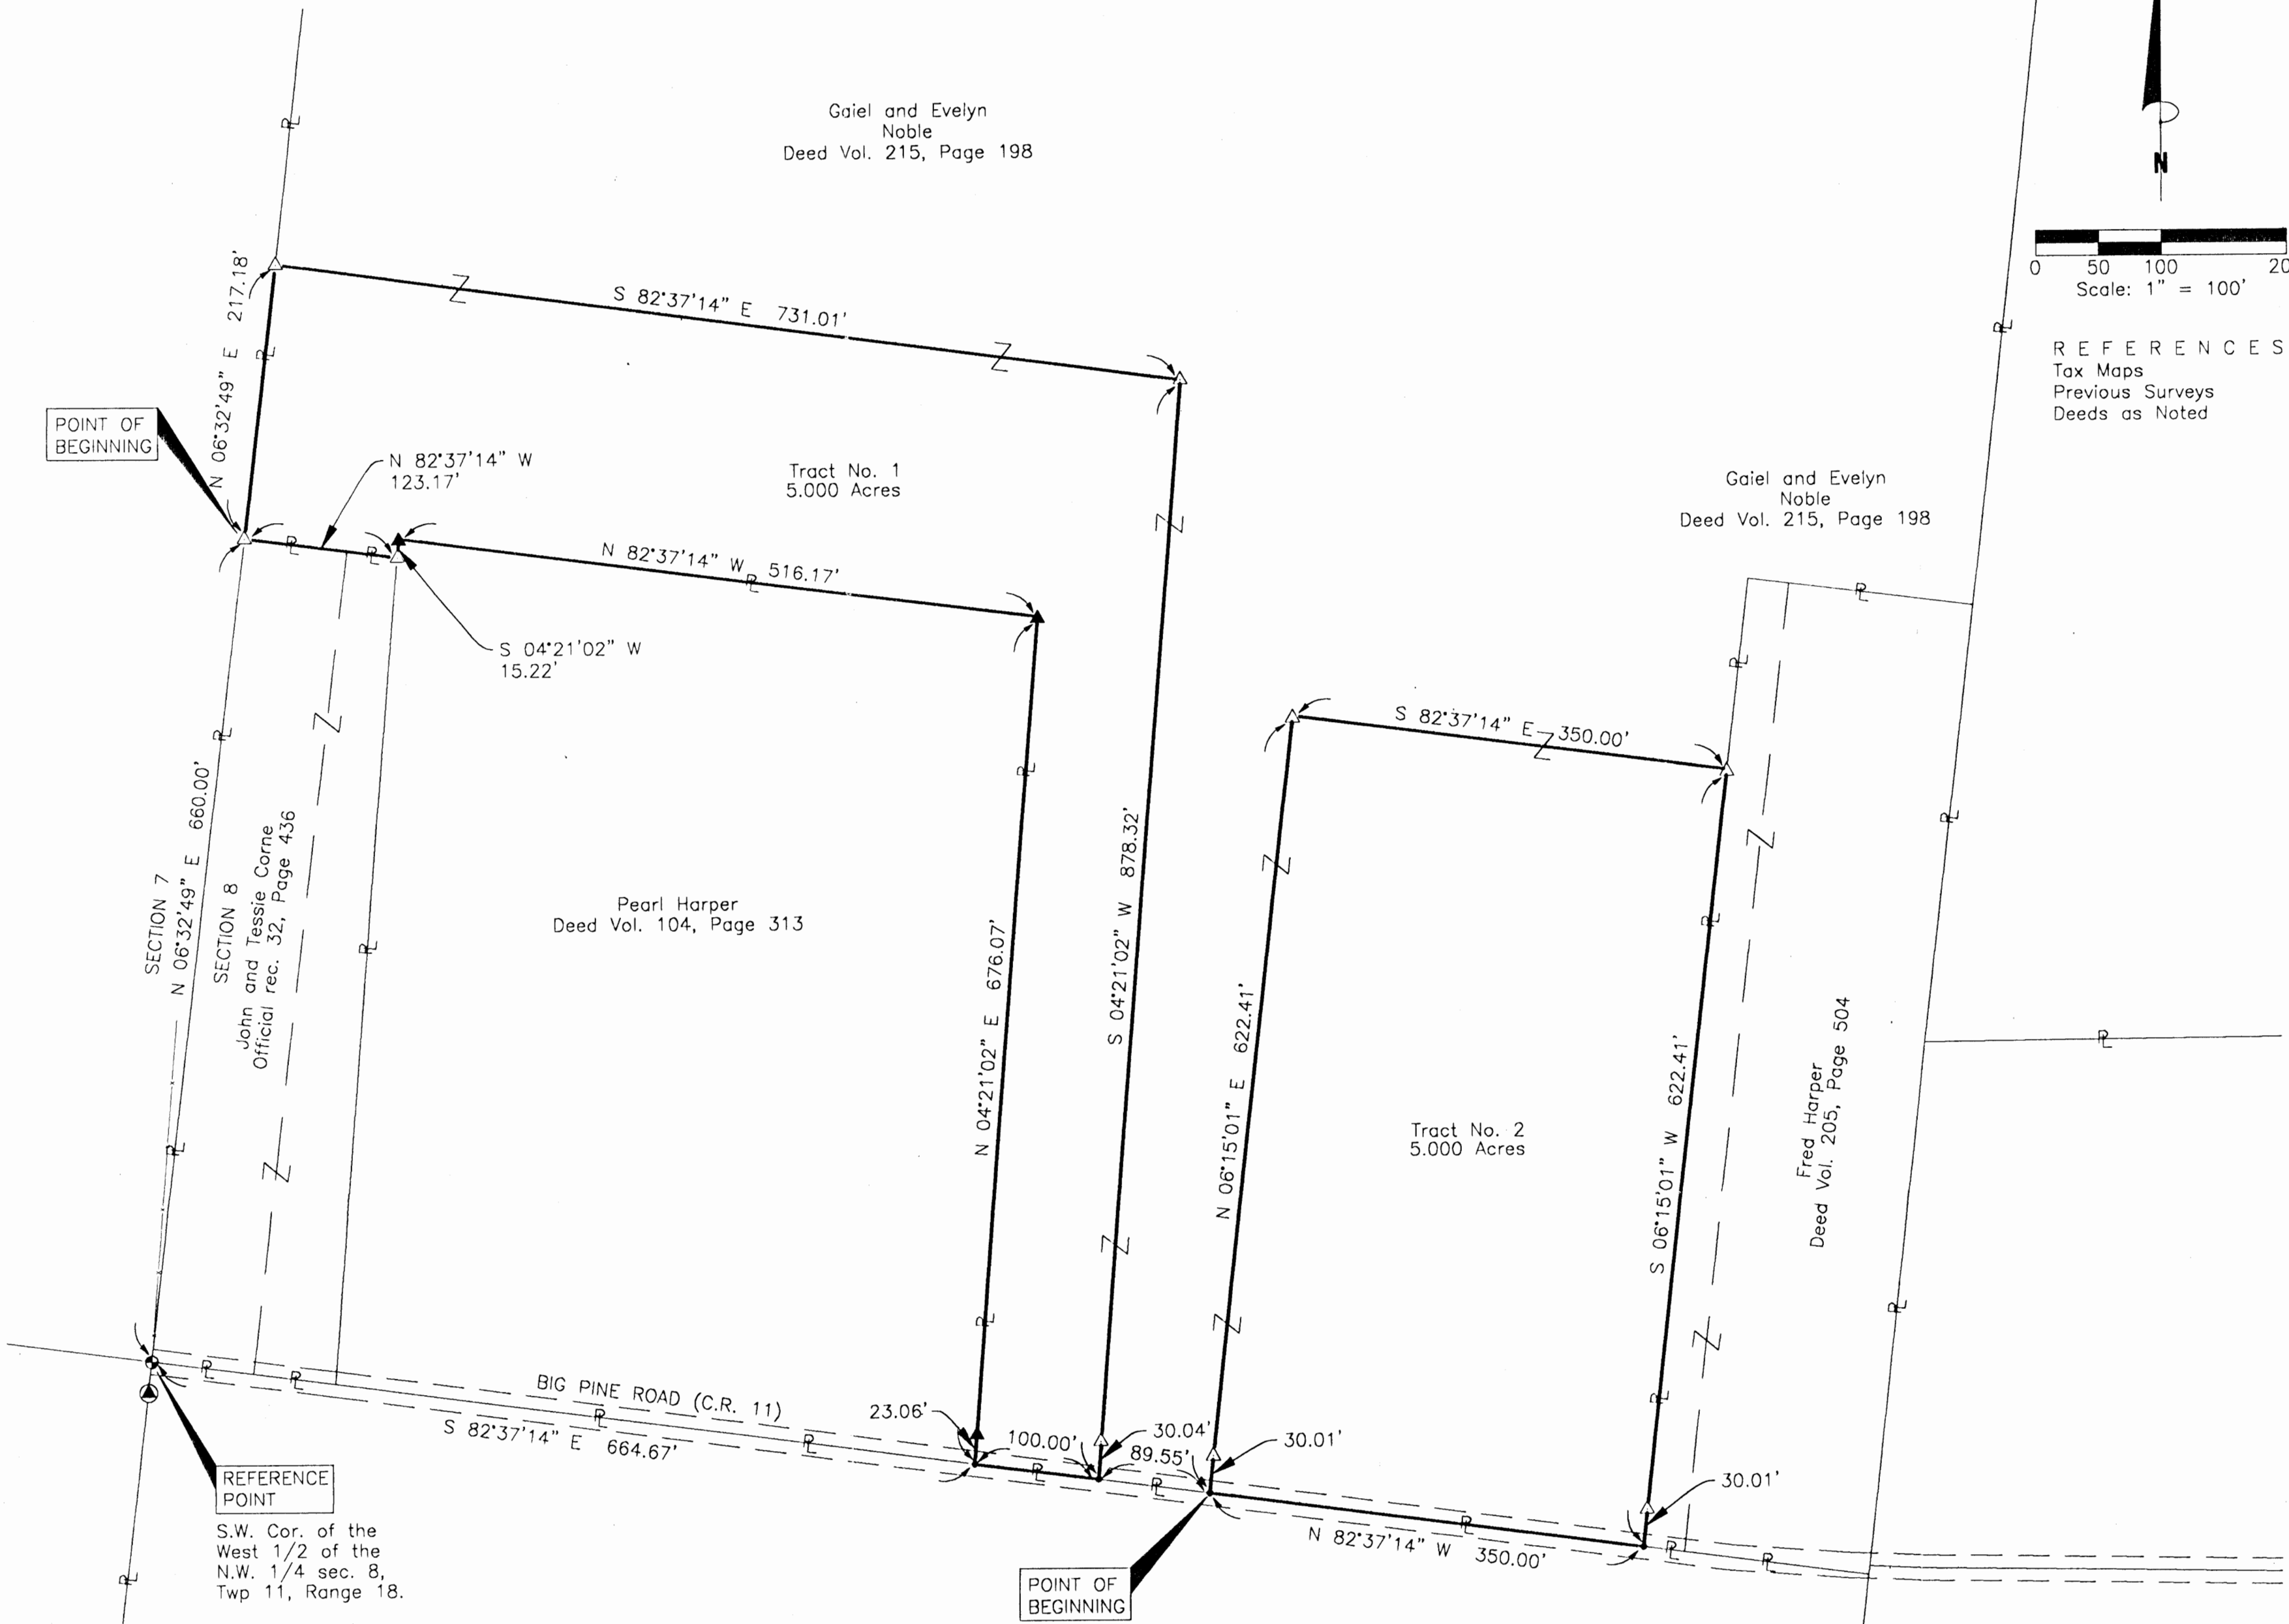 Gaiel and Evelyn
Noble
Deed Vol. 215, Page 198
N
0 50 100 20
Scale: 1" = 100'
REFERENCES
Tax Maps
Previous Surveys
Deeds as Noted
N 06°32'49" E 217.18'
S 82°37'14" E 731.01'
POINT OF
BEGINNING
N 82°37'14" W
123.17'
Tract No. 1
5.000 Acres
Gaiel and Evelyn
Noble
Deed Vol. 215, Page 198
N 82°37'14" W 516.17'
S 04°21'02" W
15.22'
S 82°37'14" E 350.00'
SECTION 7
N 06°32'49" E 660.00'
SECTION 8
John and Tessie Corne
Official rec. 32, Page 436
Pearl Harper
Deed Vol. 104, Page 313
N 04°21'02" E 676.07'
S 04°21'02" W 878.32'
N 06°15'01" E 622.41'
Tract No. 2
5.000 Acres
S 06°15'01" W 622.41'
Fred Harper
Deed Vol. 205, Page 504
BIG PINE ROAD (C.R. 11)
S 82°37'14" E 664.67'
23.06'
100.00'
30.04'
89.55'
30.01'
30.01'
N 82°37'14" W 350.00'
REFERENCE
POINT
S.W. Cor. of the
West 1/2 of the
N.W. 1/4 sec. 8,
Twp 11, Range 18.
POINT OF
BEGINNING